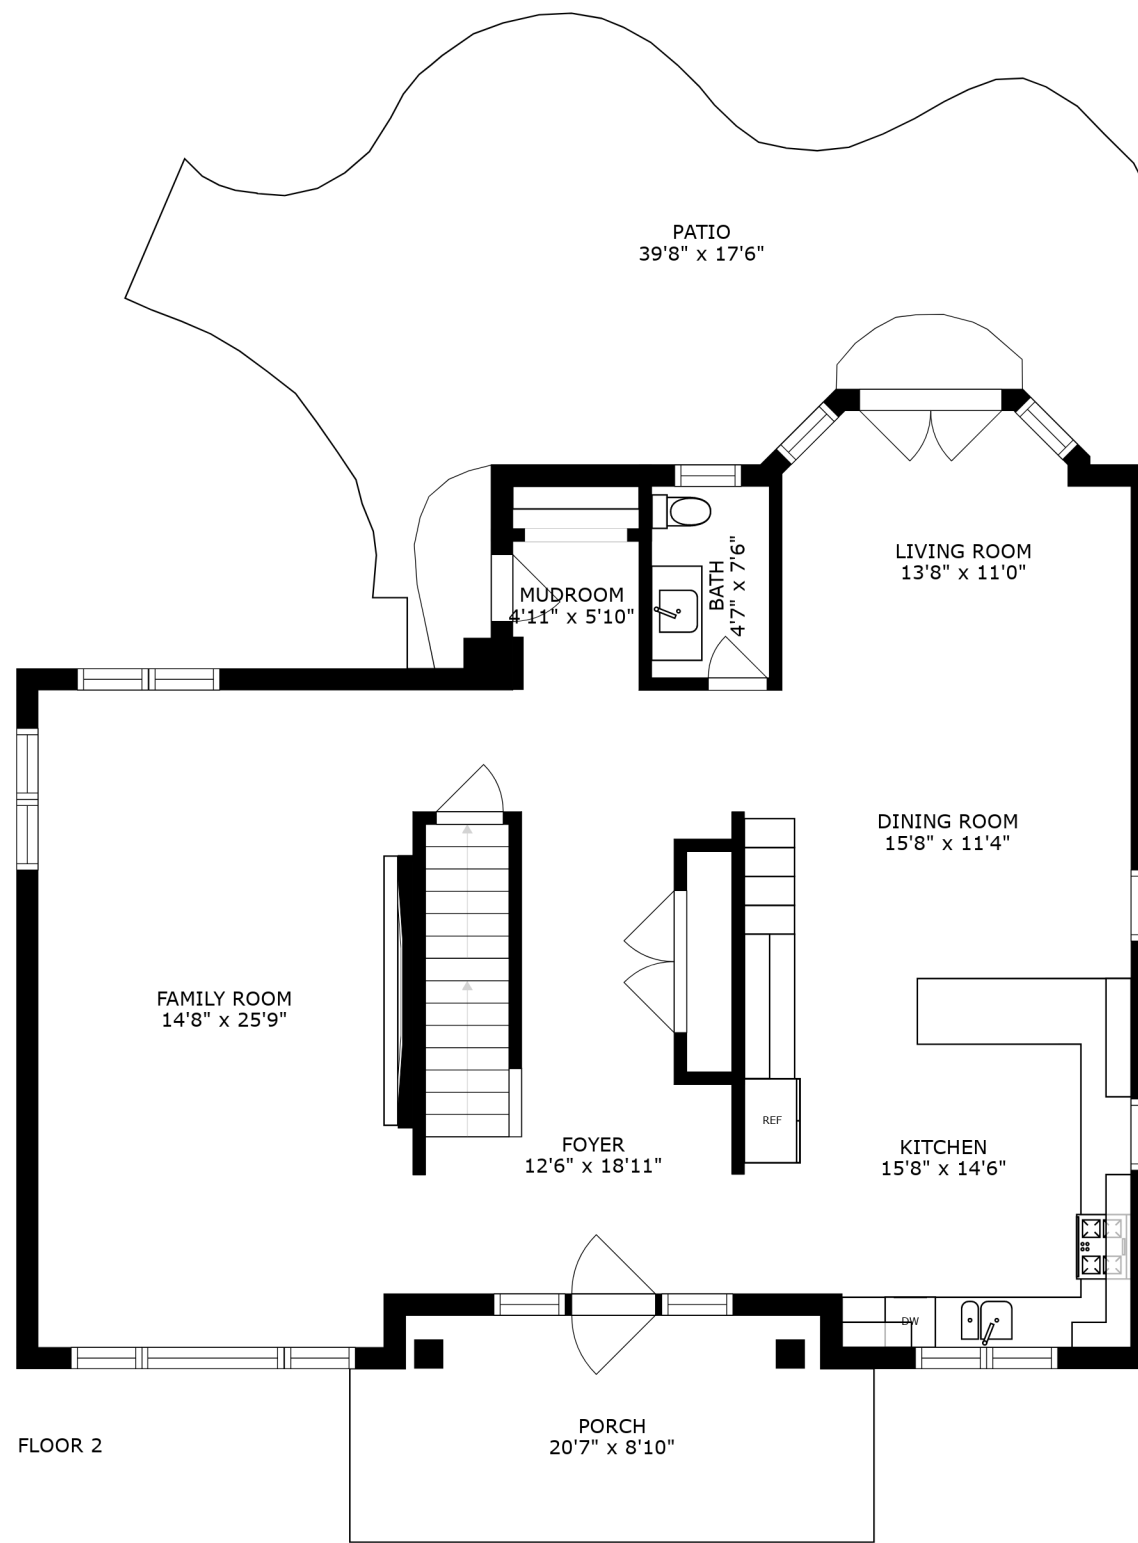 PATIO
39'8" x 17'6"
LIVING ROOM
13'8" x 11'0"
MUDROOM
4'11" x 5'10"
BATH
4'7" x 7'6"
DINING ROOM
15'8" x 11'4"
FAMILY ROOM
14'8" x 25'9"
REF
FOYER
12'6" x 18'11"
KITCHEN
15'8" x 14'6"
DW
PORCH
20'7" x 8'10"
FLOOR 2